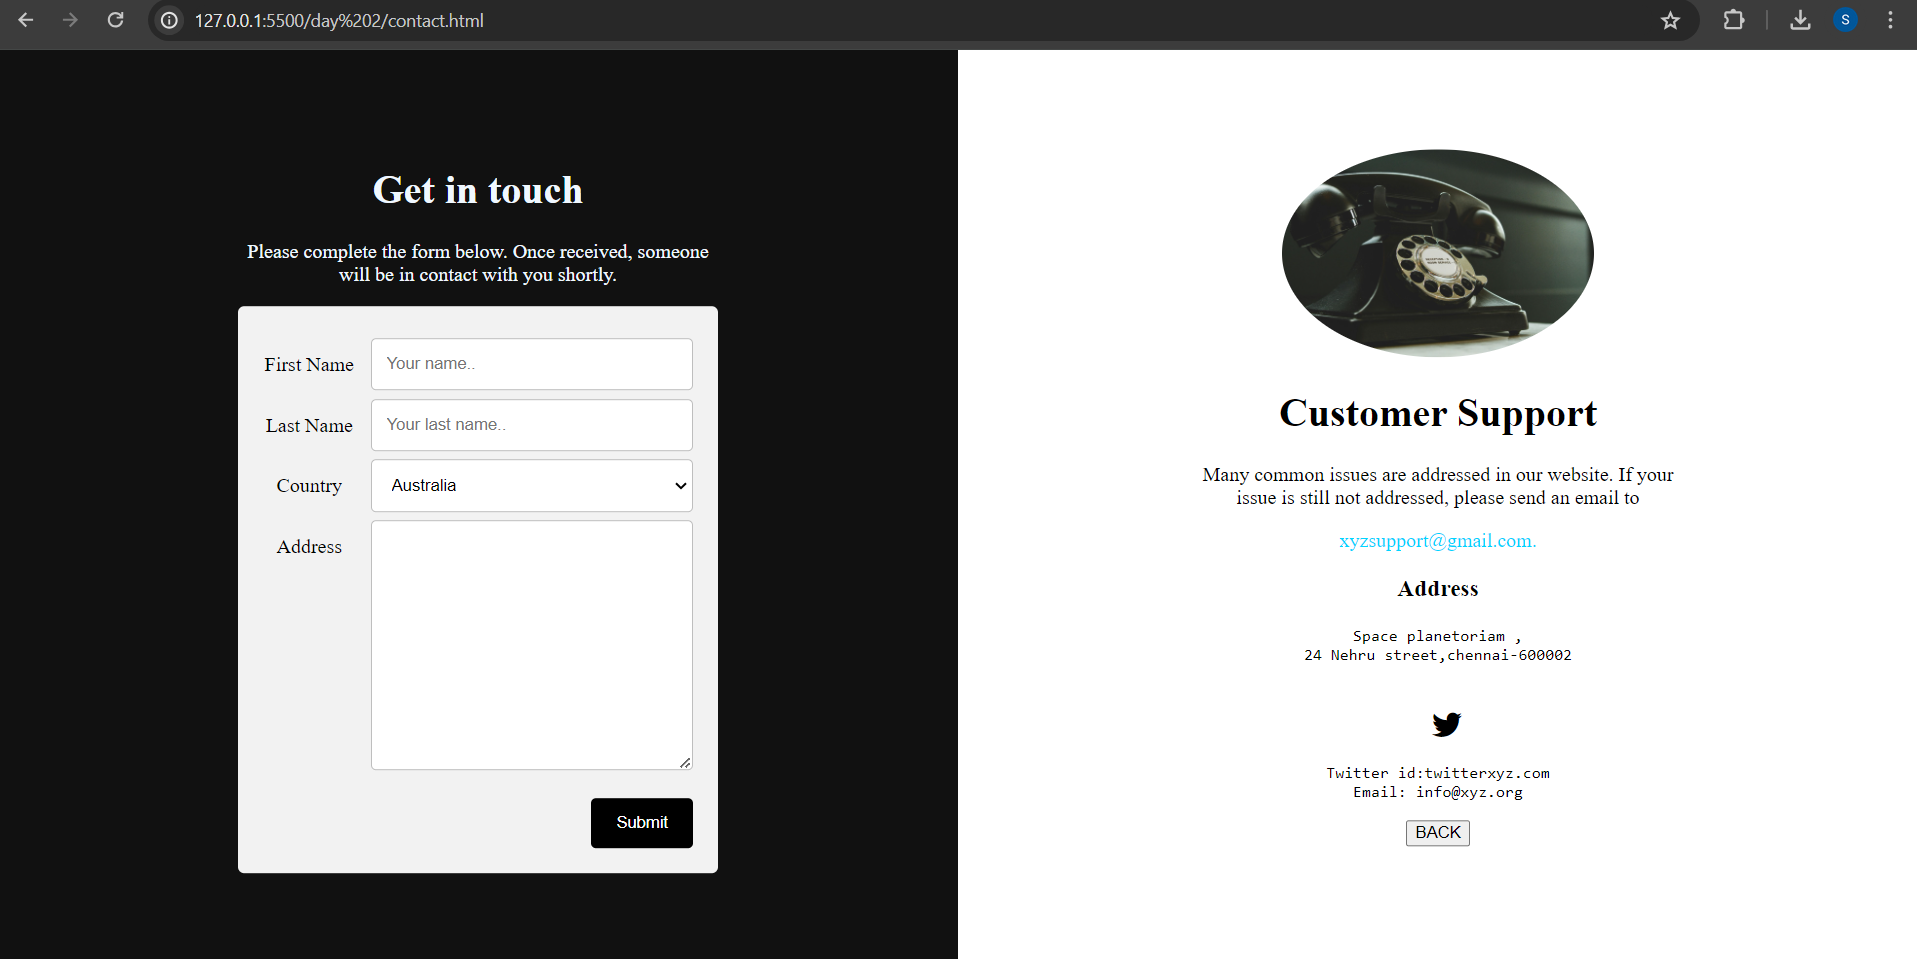 127.0.0.1:5500/day%202/contact.html
S
Get in touch
Please complete the form below. Once received, someone
will be in contact with you shortly.
First Name
Your name..
Last Name
Your last name..
Country
Australia
Address
Submit
Customer Support
Many common issues are addressed in our website. If your
issue is still not addressed, please send an email to
xyzsupport@gmail.com.
Address
Space planetoriam ,
24 Nehru street,chennai-600002
Twitter id:twitterxyz.com
Email: info@xyz.org
BACK